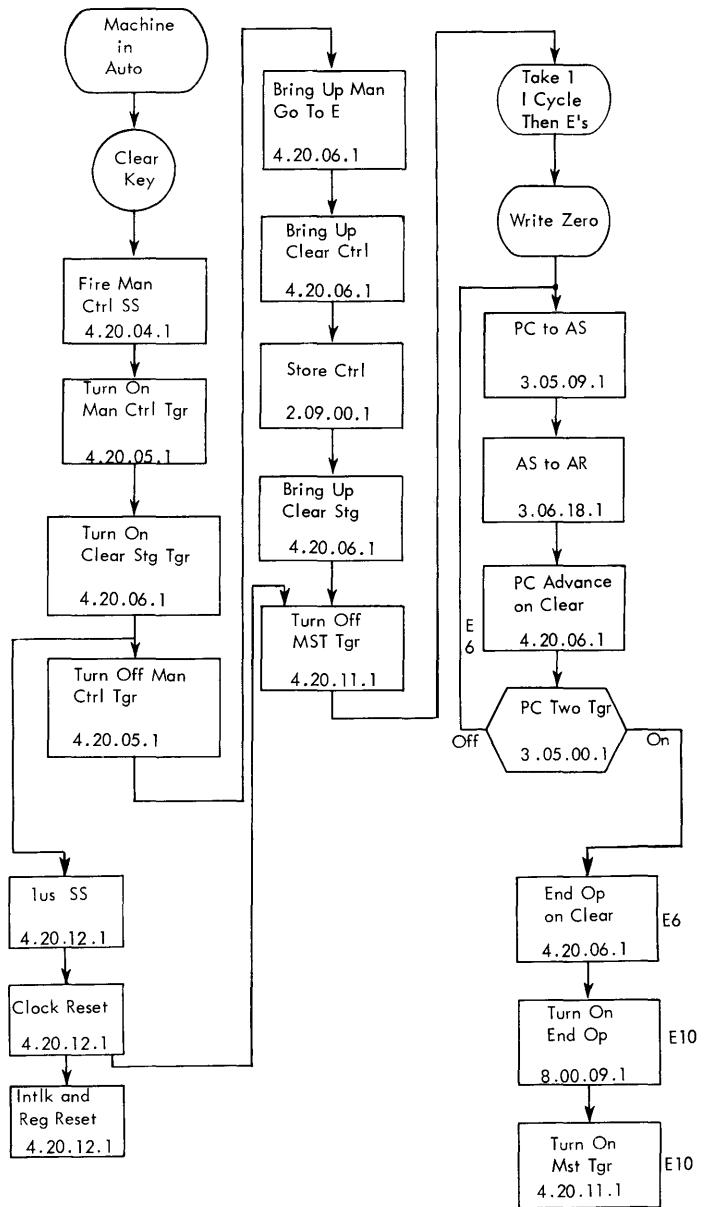 Machine
in
Auto
Clear
Key
Fire Man
Ctrl SS
4.20.04.1
Turn On
Man Ctrl Tgr
4.20.05.1
Turn On
Clear Stg Tgr
4.20.06.1
Turn Off Man
Ctrl Tgr
4.20.05.1
1us SS
4.20.12.1
Clock Reset
4.20.12.1
Intlk and
Reg Reset
4.20.12.1
Bring Up Man
Go To E
4.20.06.1
Bring Up
Clear Ctrl
4.20.06.1
Store Ctrl
2.09.00.1
Bring Up
Clear Stg
4.20.06.1
Turn Off
MST Tgr
4.20.11.1
Take 1
I Cycle
Then E's
Write Zero
PC to AS
3.05.09.1
AS to AR
3.06.18.1
PC Advance
on Clear
4.20.06.1
E
6
PC Two Tgr
3.05.00.1
Off
On
End Op
on Clear
4.20.06.1
E6
Turn On
End Op
8.00.09.1
E10
Turn On
Mst Tgr
4.20.11.1
E10